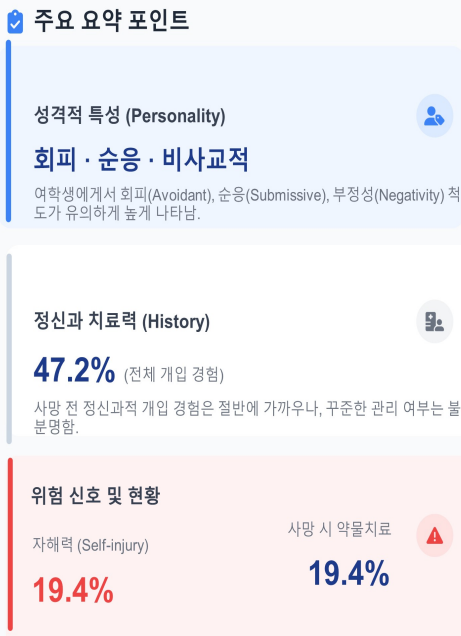 주요 요약 포인트
성격적 특성 (Personality)
회피 · 순응 · 비사교적
여학생에게서 회피(Avoidant), 순응(Submissive), 부정성(Negativity) 척
도가 유의하게 높게 나타남.
정신과 치료력 (History)
47.2% (전체 개입 경험)
사망 전 정신과적 개입 경험은 절반에 가까우나, 꾸준한 관리 여부는 불
분명함.
위험 신호 및 현황
자해력 (Self-injury)
19.4%
사망 시 약물치료
19.4%